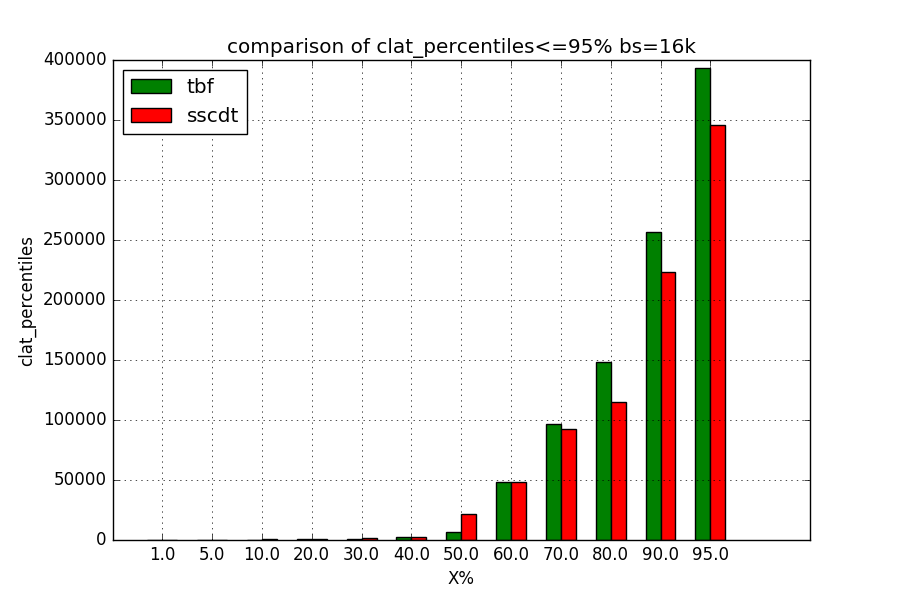 comparison of clat_percentiles<=95% bs=16k
400000
350000
300000
250000
200000
150000
100000
50000
0
clat_percentiles
tbf
sscdt
1.0 5.0 10.0 20.0 30.0 40.0 50.0 60.0 70.0 80.0 90.0 95.0
X%